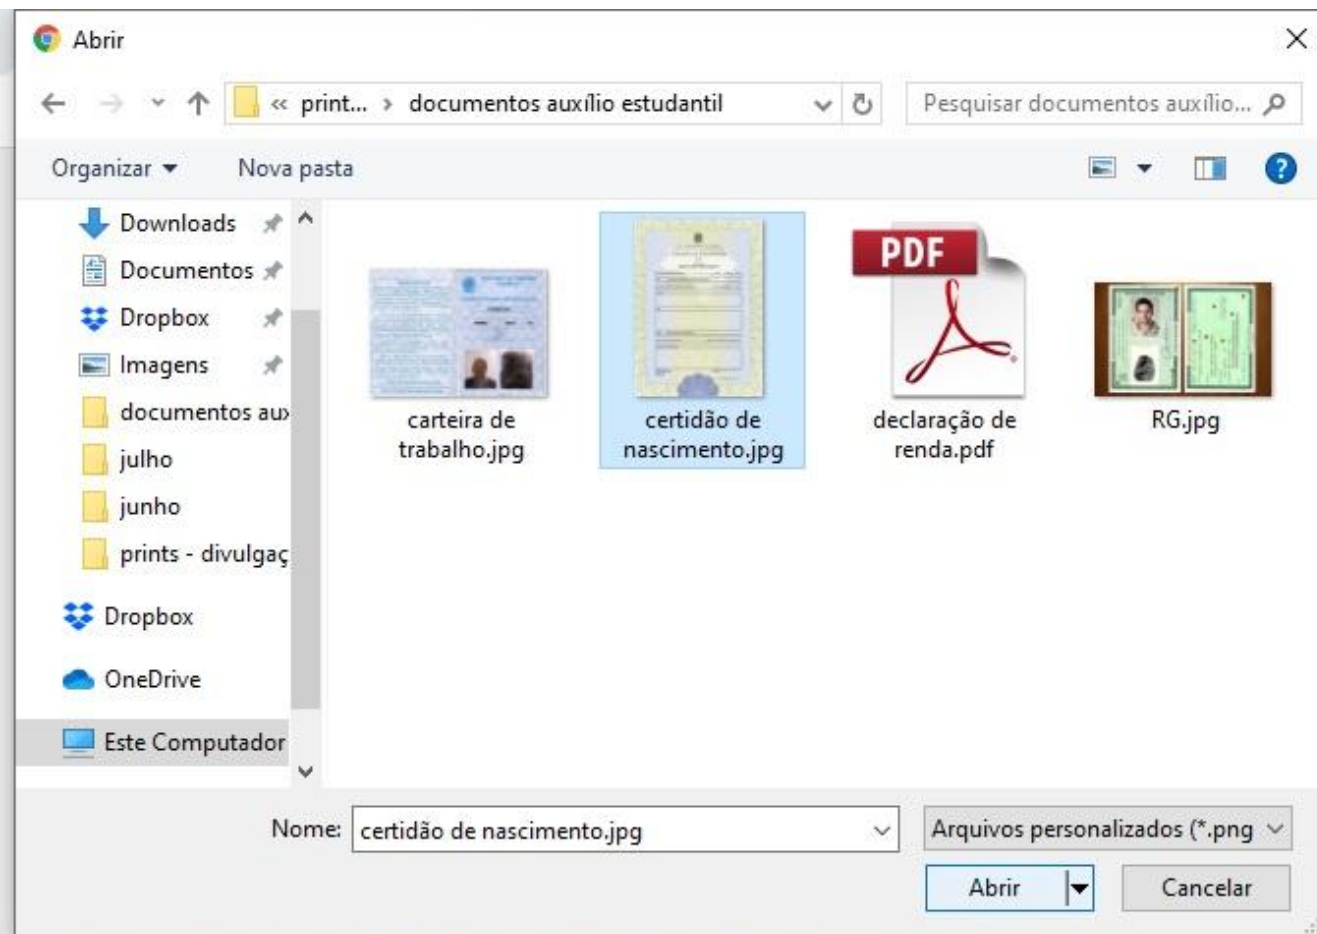 Abrir
« print... › documentos auxílio estudantil
Pesquisar documentos auxílio...
Organizar
Nova pasta
Downloads
Documentos
Dropbox
Imagens
documentos aux
julho
junho
prints - divulgaç
Dropbox
OneDrive
Este Computador
carteira de
trabalho.jpg
certidão de
nascimento.jpg
PDF
declaração de
renda.pdf
RG.jpg
Nome:
certidão de nascimento.jpg
Arquivos personalizados (*.png
Abrir
Cancelar